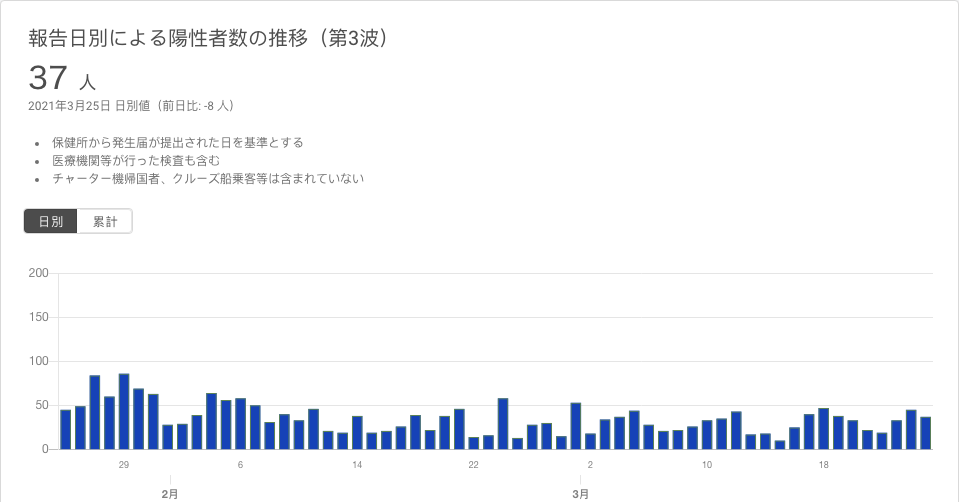 報告日別による陽性者数の推移（第3波）
37 人
2021年3月25日 日別値（前日比: -8 人）
• 保健所から発生届が提出された日を基準とする
• 医療機関等が行った検査も含む
• チャーター機帰国者、クルーズ船乗客等は含まれていない
日別 累計
200
150
100
50
0
29 6 14 22 2 10 18
2月 3月